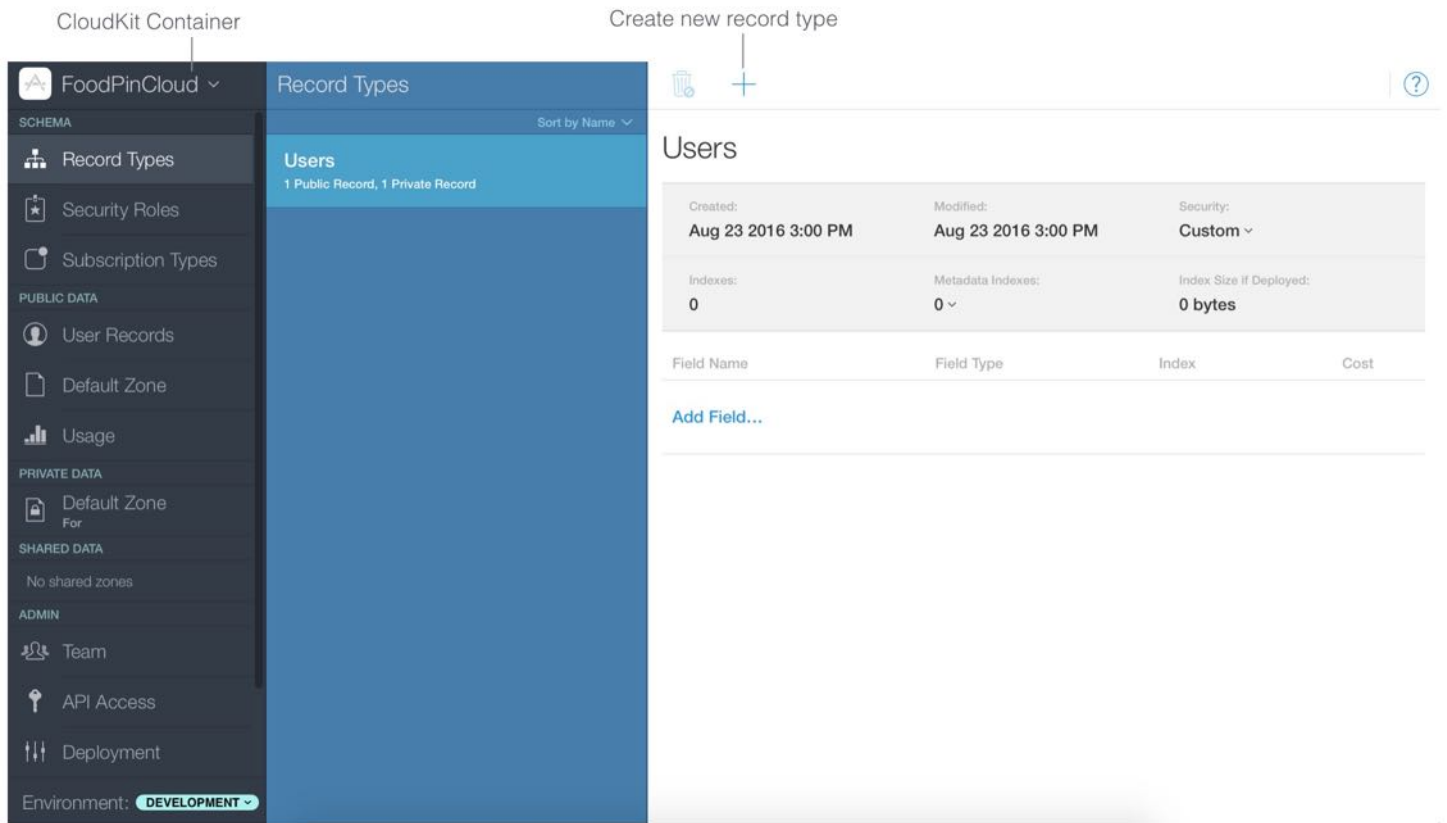 CloudKit Container
Create new record type
FoodPinCloud
SCHEMA
Record Types
Security Roles
Subscription Types
PUBLIC DATA
User Records
Default Zone
Usage
PRIVATE DATA
Default Zone
For
SHARED DATA
No shared zones
ADMIN
Team
API Access
Deployment
Environment: DEVELOPMENT
Record Types
Sort by Name
Users
1 Public Record, 1 Private Record
?
Users
Created: Modified: Security:
Aug 23 2016 3:00 PM Aug 23 2016 3:00 PM Custom
Indexes: Metadata Indexes: Index Size if Deployed:
0 0 0 bytes
Field Name Field Type Index Cost
Add Field...